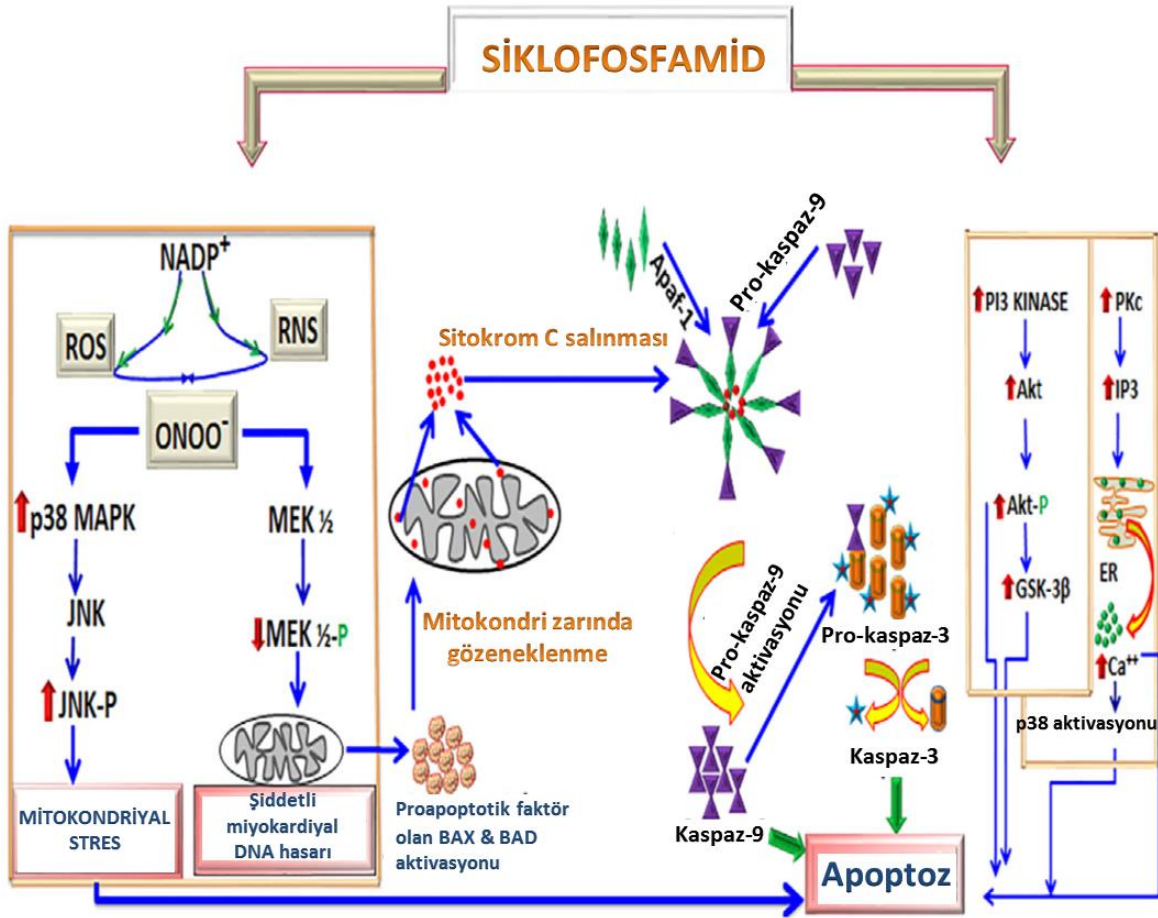 SİKLOFOSFAMİD
NADP+
ROS
RNS
ONOO-
p38 MAPK
JNK
JNK-P
MİTOKONDRİYAL
STRES
MEK ½
MEK ½-P
Şiddetli
miyokardiyal
DNA hasarı
Proapoptotik faktör
olan BAX & BAD
aktivasyonu
Mitokondri zarında
gözeneklenme
Sitokrom C salınması
Apaf-1
Pro-kaspaz-9
Pro-kaspaz-9
aktivasyonu
Kaspaz-9
Pro-kaspaz-3
Kaspaz-3
Apoptoz
PI3 KINASE
Akt
Akt-P
GSK-3β
PKc
IP3
ER
Ca++
p38 aktivasyonu